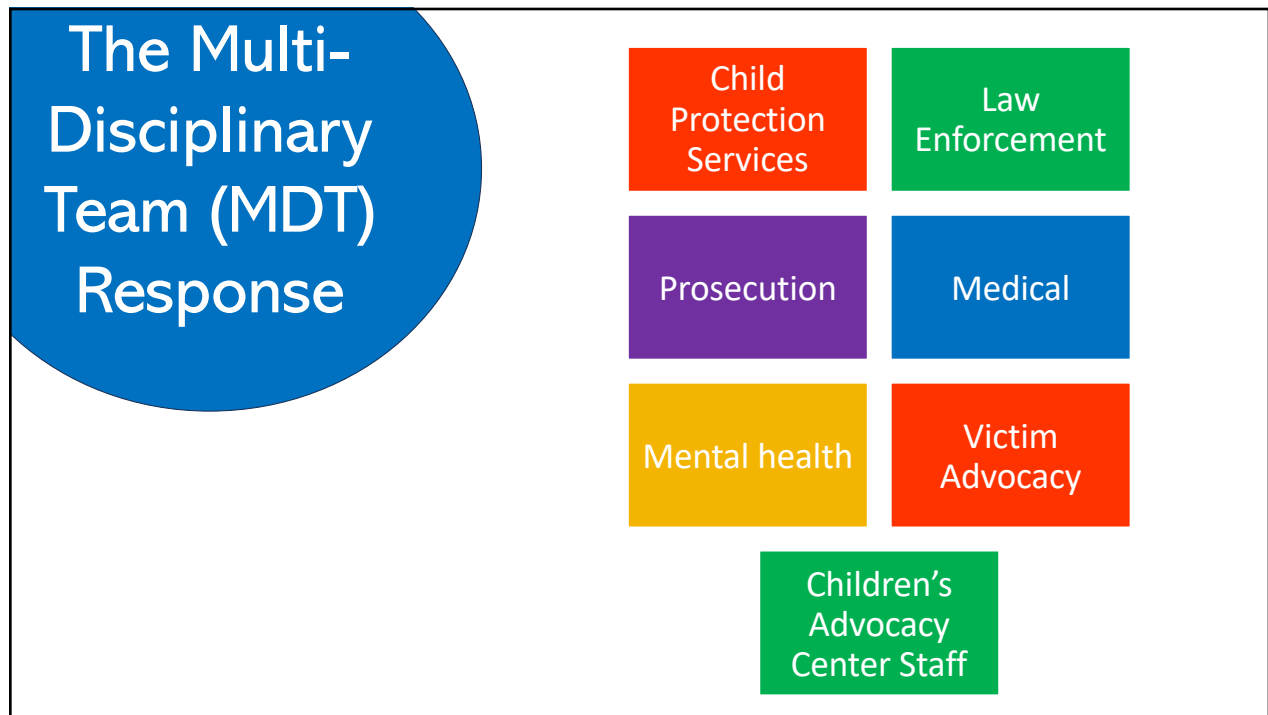 The Multi-
Disciplinary
Team (MDT)
Response
Child
Protection
Services
Law
Enforcement
Prosecution
Medical
Mental health
Victim
Advocacy
Children’s
Advocacy
Center Staff